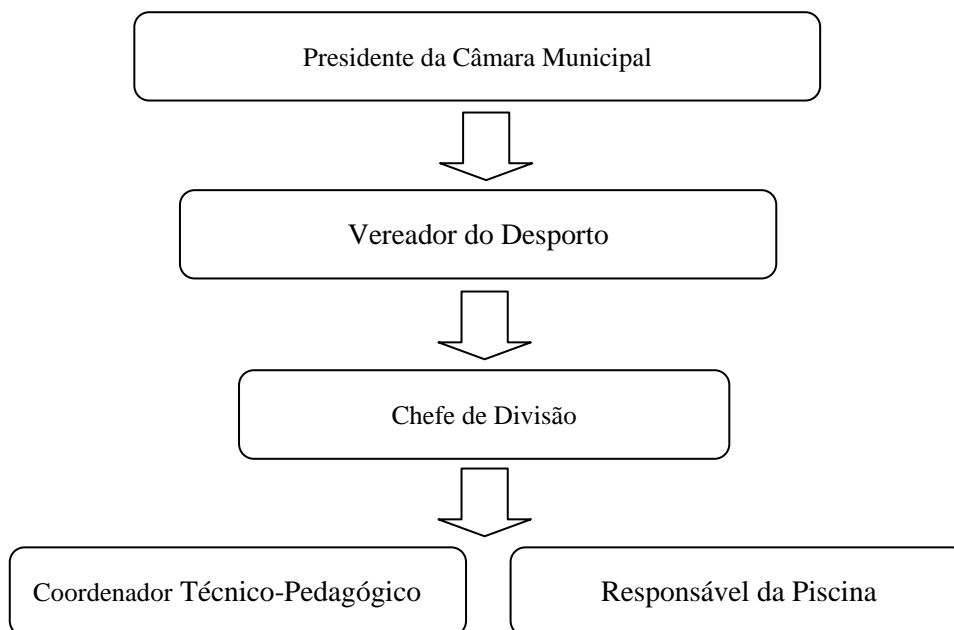 Presidente da Câmara Municipal
Vereador do Desporto
Chefe de Divisão
Coordenador Técnico-Pedagógico
Responsável da Piscina